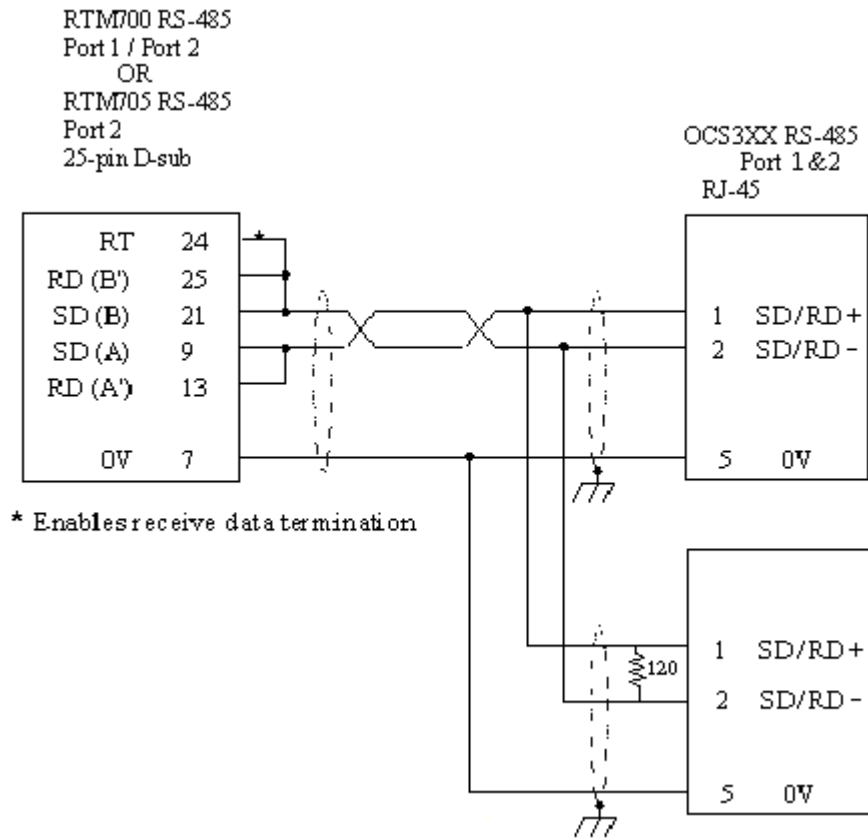 RTM700 RS-485
Port 1 / Port 2
OR
RTM705 RS-485
Port 2
25-pin D-sub
OCS3XX RS-485
Port 1 &2
RJ-45
RT 24 *
RD (B') 25
SD (B) 21
SD (A) 9
RD (A') 13
0V 7
1 SD/RD+
2 SD/RD-
5 0V
* Enables receive data termination
1 SD/RD+
120
2 SD/RD-
5 0V